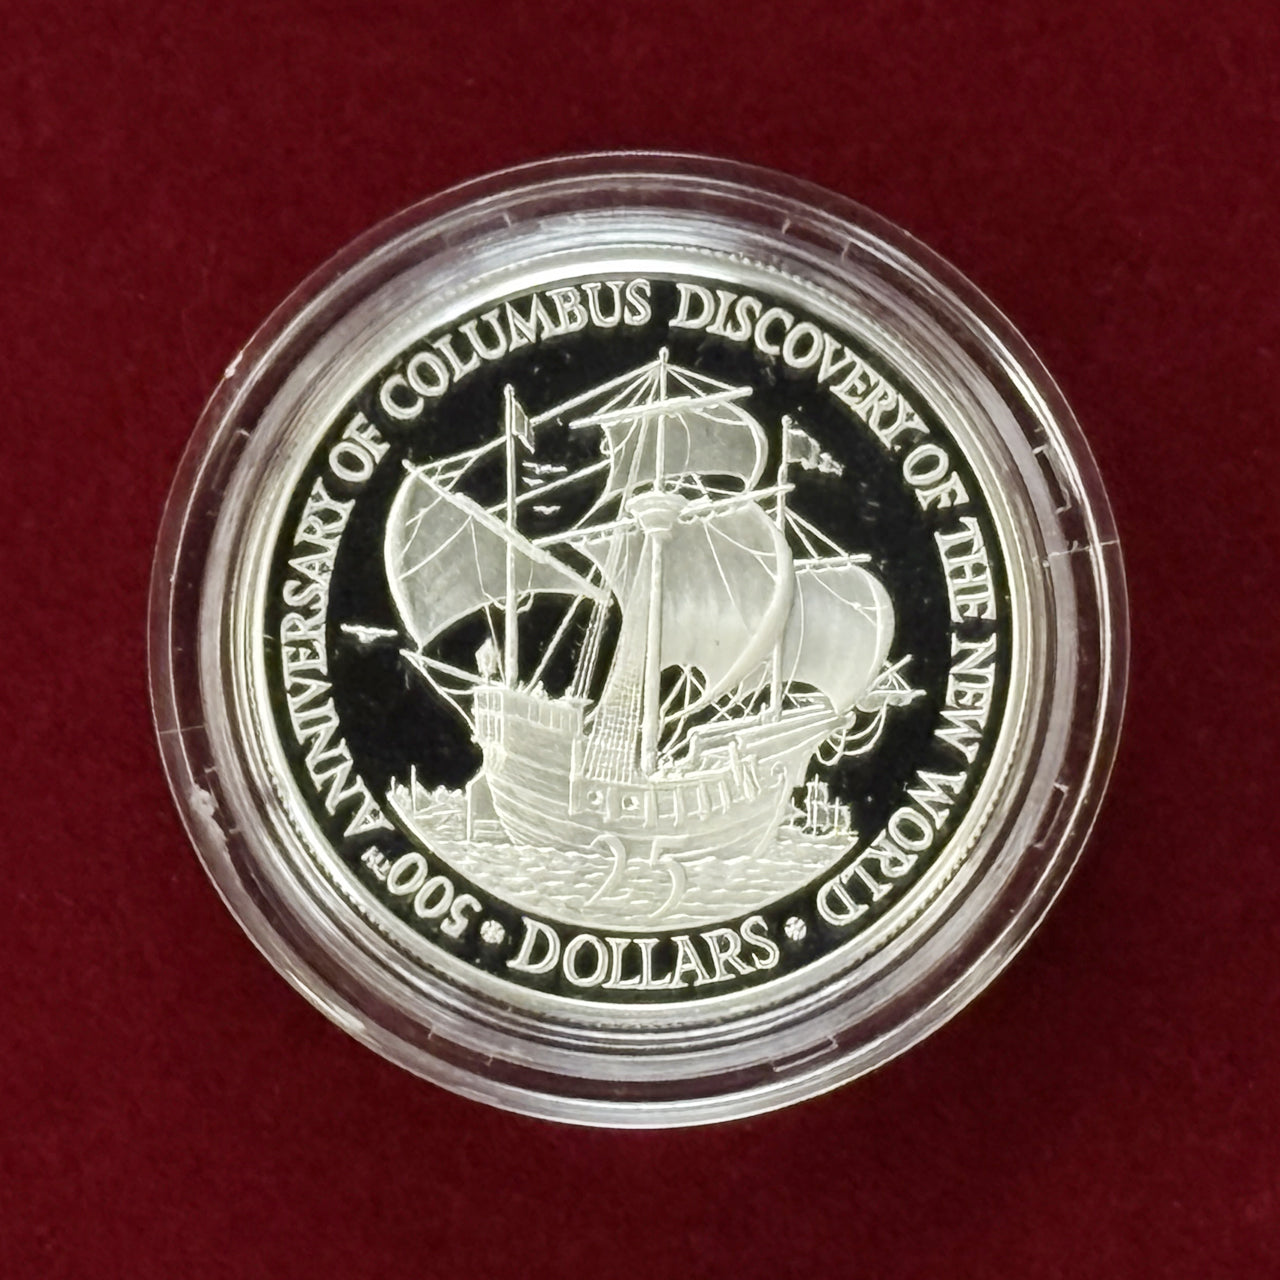 500TH ANNIVERSARY OF COLUMBUS DISCOVERY OF THE NEW WORLD
25
DOLLARS